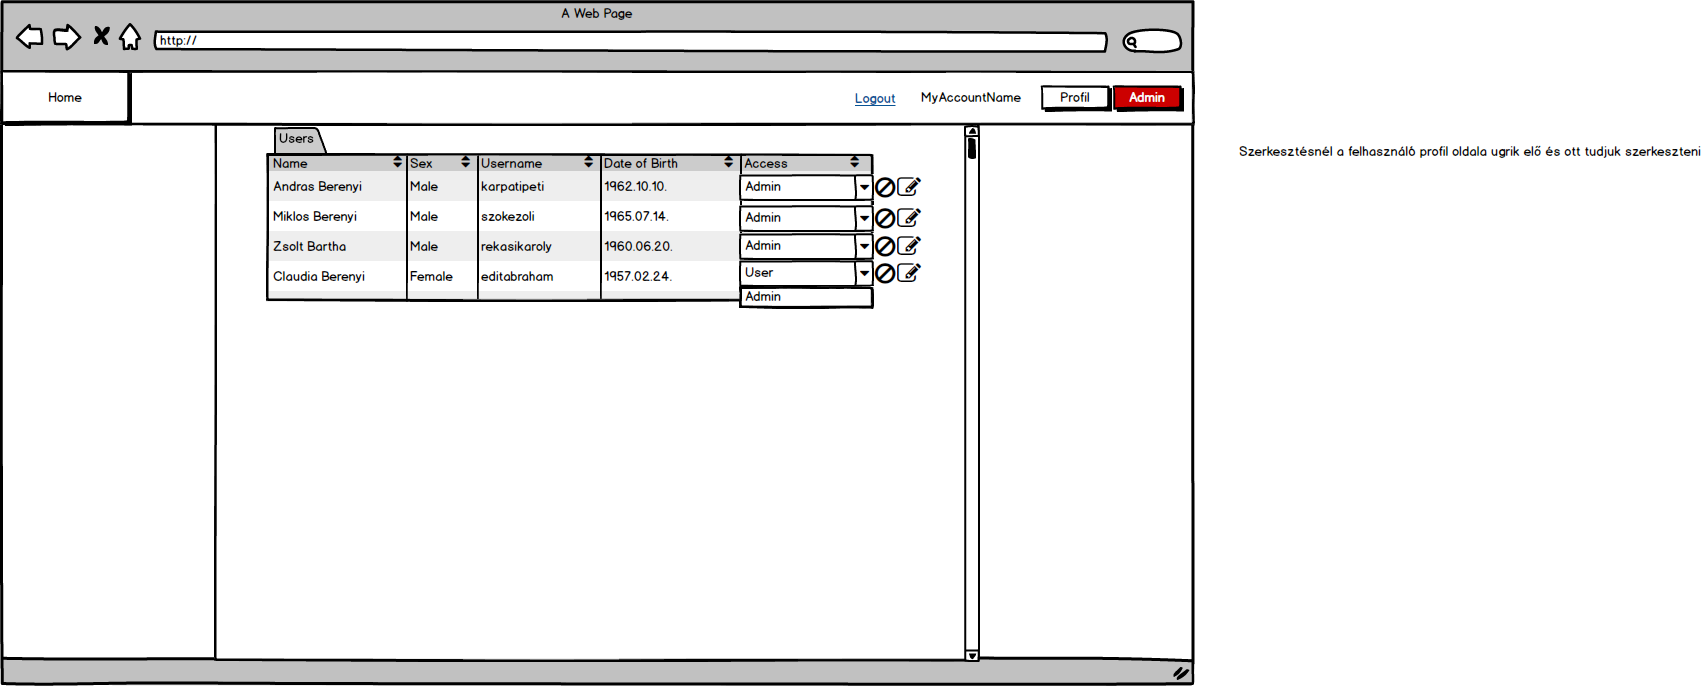 A Web Page
http://
Home
Logout MyAccountName Profil Admin
Users
Name Sex Username Date of Birth Access
Andras Berenyi Male karpatipeti 1962.10.10. Admin
Miklos Berenyi Male szokezoli 1965.07.14. Admin
Zsolt Bartha Male rekasikaroly 1960.06.20. Admin
Claudia Berenyi Female editabraham 1957.02.24. User
Admin
Szerkesztésnél a felhasználó profil oldala ugrik elő és ott tudjuk szerkeszteni